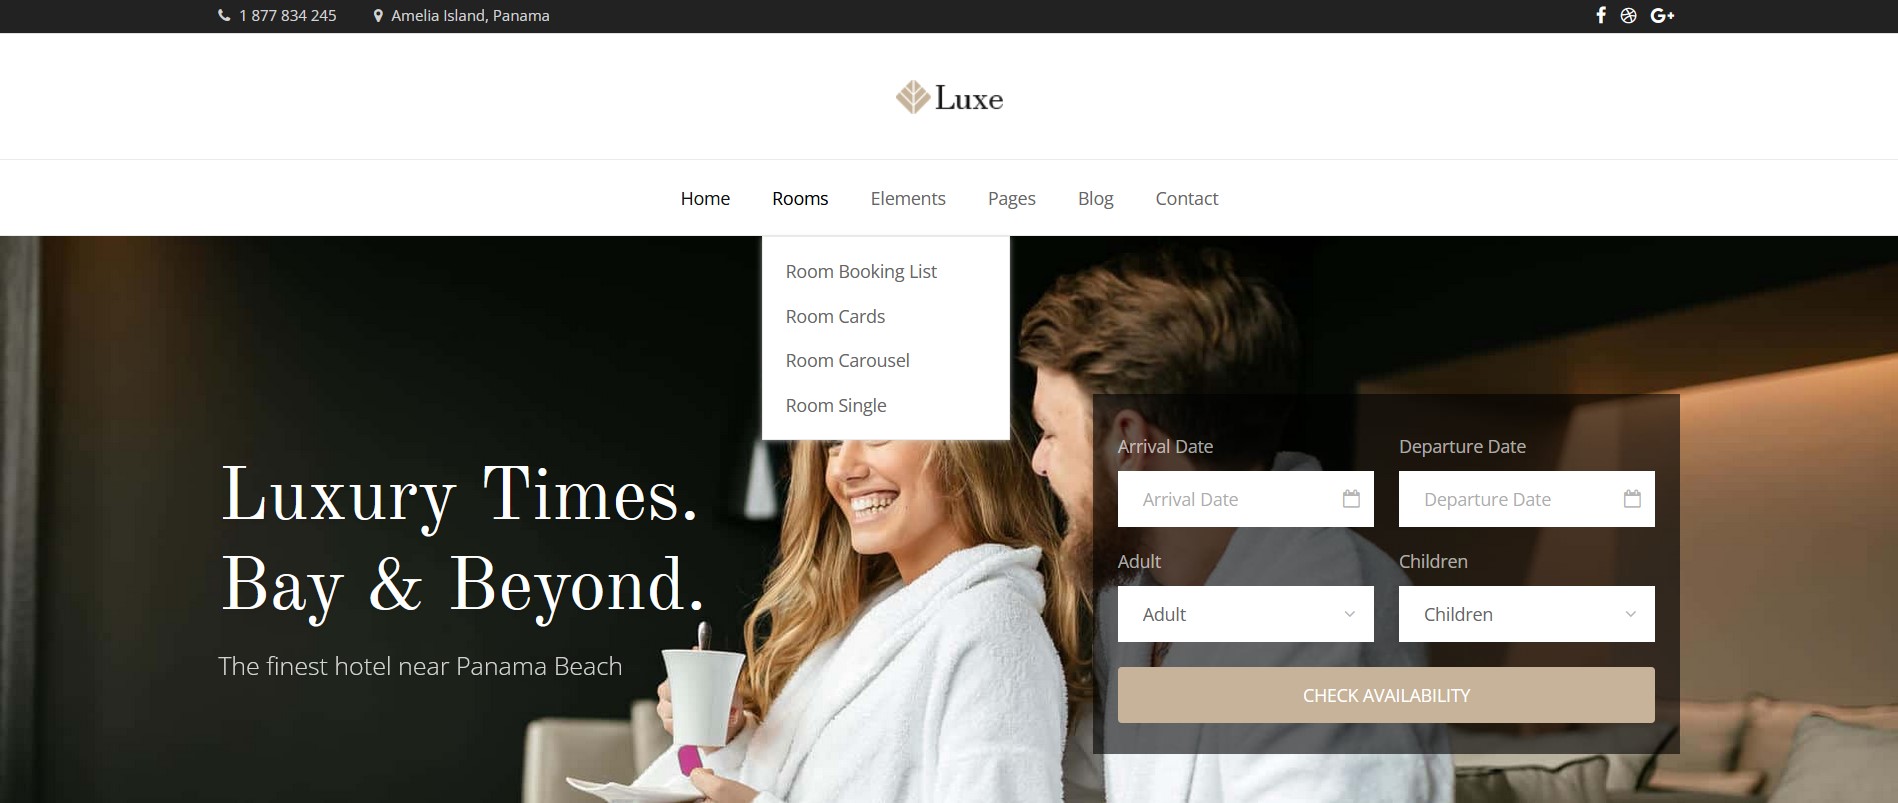 1 877 834 245
Amelia Island, Panama
G+
Luxe
Home Rooms Elements Pages Blog Contact
Room Booking List
Room Cards
Room Carousel
Room Single
Luxury Times.
Bay & Beyond.
The finest hotel near Panama Beach
Arrival Date Departure Date
Arrival Date Departure Date
Adult Children
Adult Children
CHECK AVAILABILITY